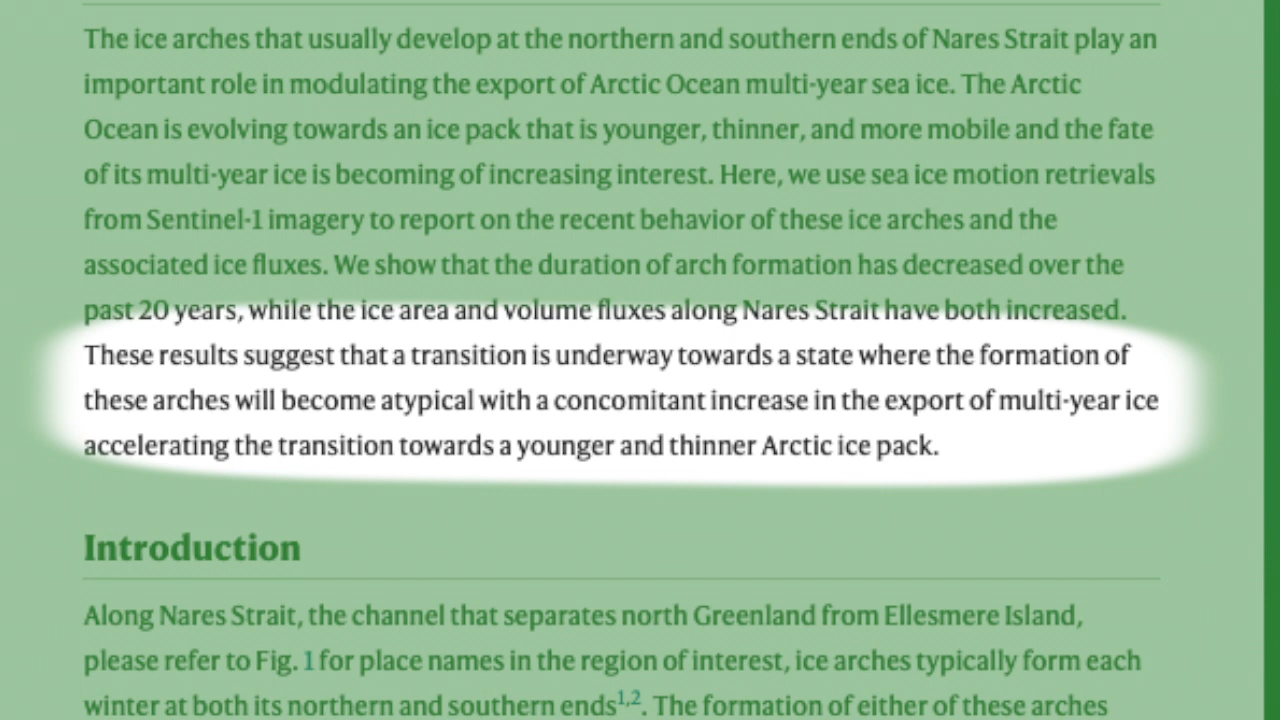 The ice arches that usually develop at the northern and southern ends of Nares Strait play an
important role in modulating the export of Arctic Ocean multi-year sea ice. The Arctic
Ocean is evolving towards an ice pack that is younger, thinner, and more mobile and the fate
of its multi-year ice is becoming of increasing interest. Here, we use sea ice motion retrievals
from Sentinel-1 imagery to report on the recent behavior of these ice arches and the
associated ice fluxes. We show that the duration of arch formation has decreased over the
past 20 years, while the ice area and volume fluxes along Nares Strait have both increased.
These results suggest that a transition is underway towards a state where the formation of
these arches will become atypical with a concomitant increase in the export of multi-year ice
accelerating the transition towards a younger and thinner Arctic ice pack.
Introduction
Along Nares Strait, the channel that separates north Greenland from Ellesmere Island,
please refer to Fig. 1 for place names in the region of interest, ice arches typically form each
winter at both its northern and southern ends1,2. The formation of either of these arches